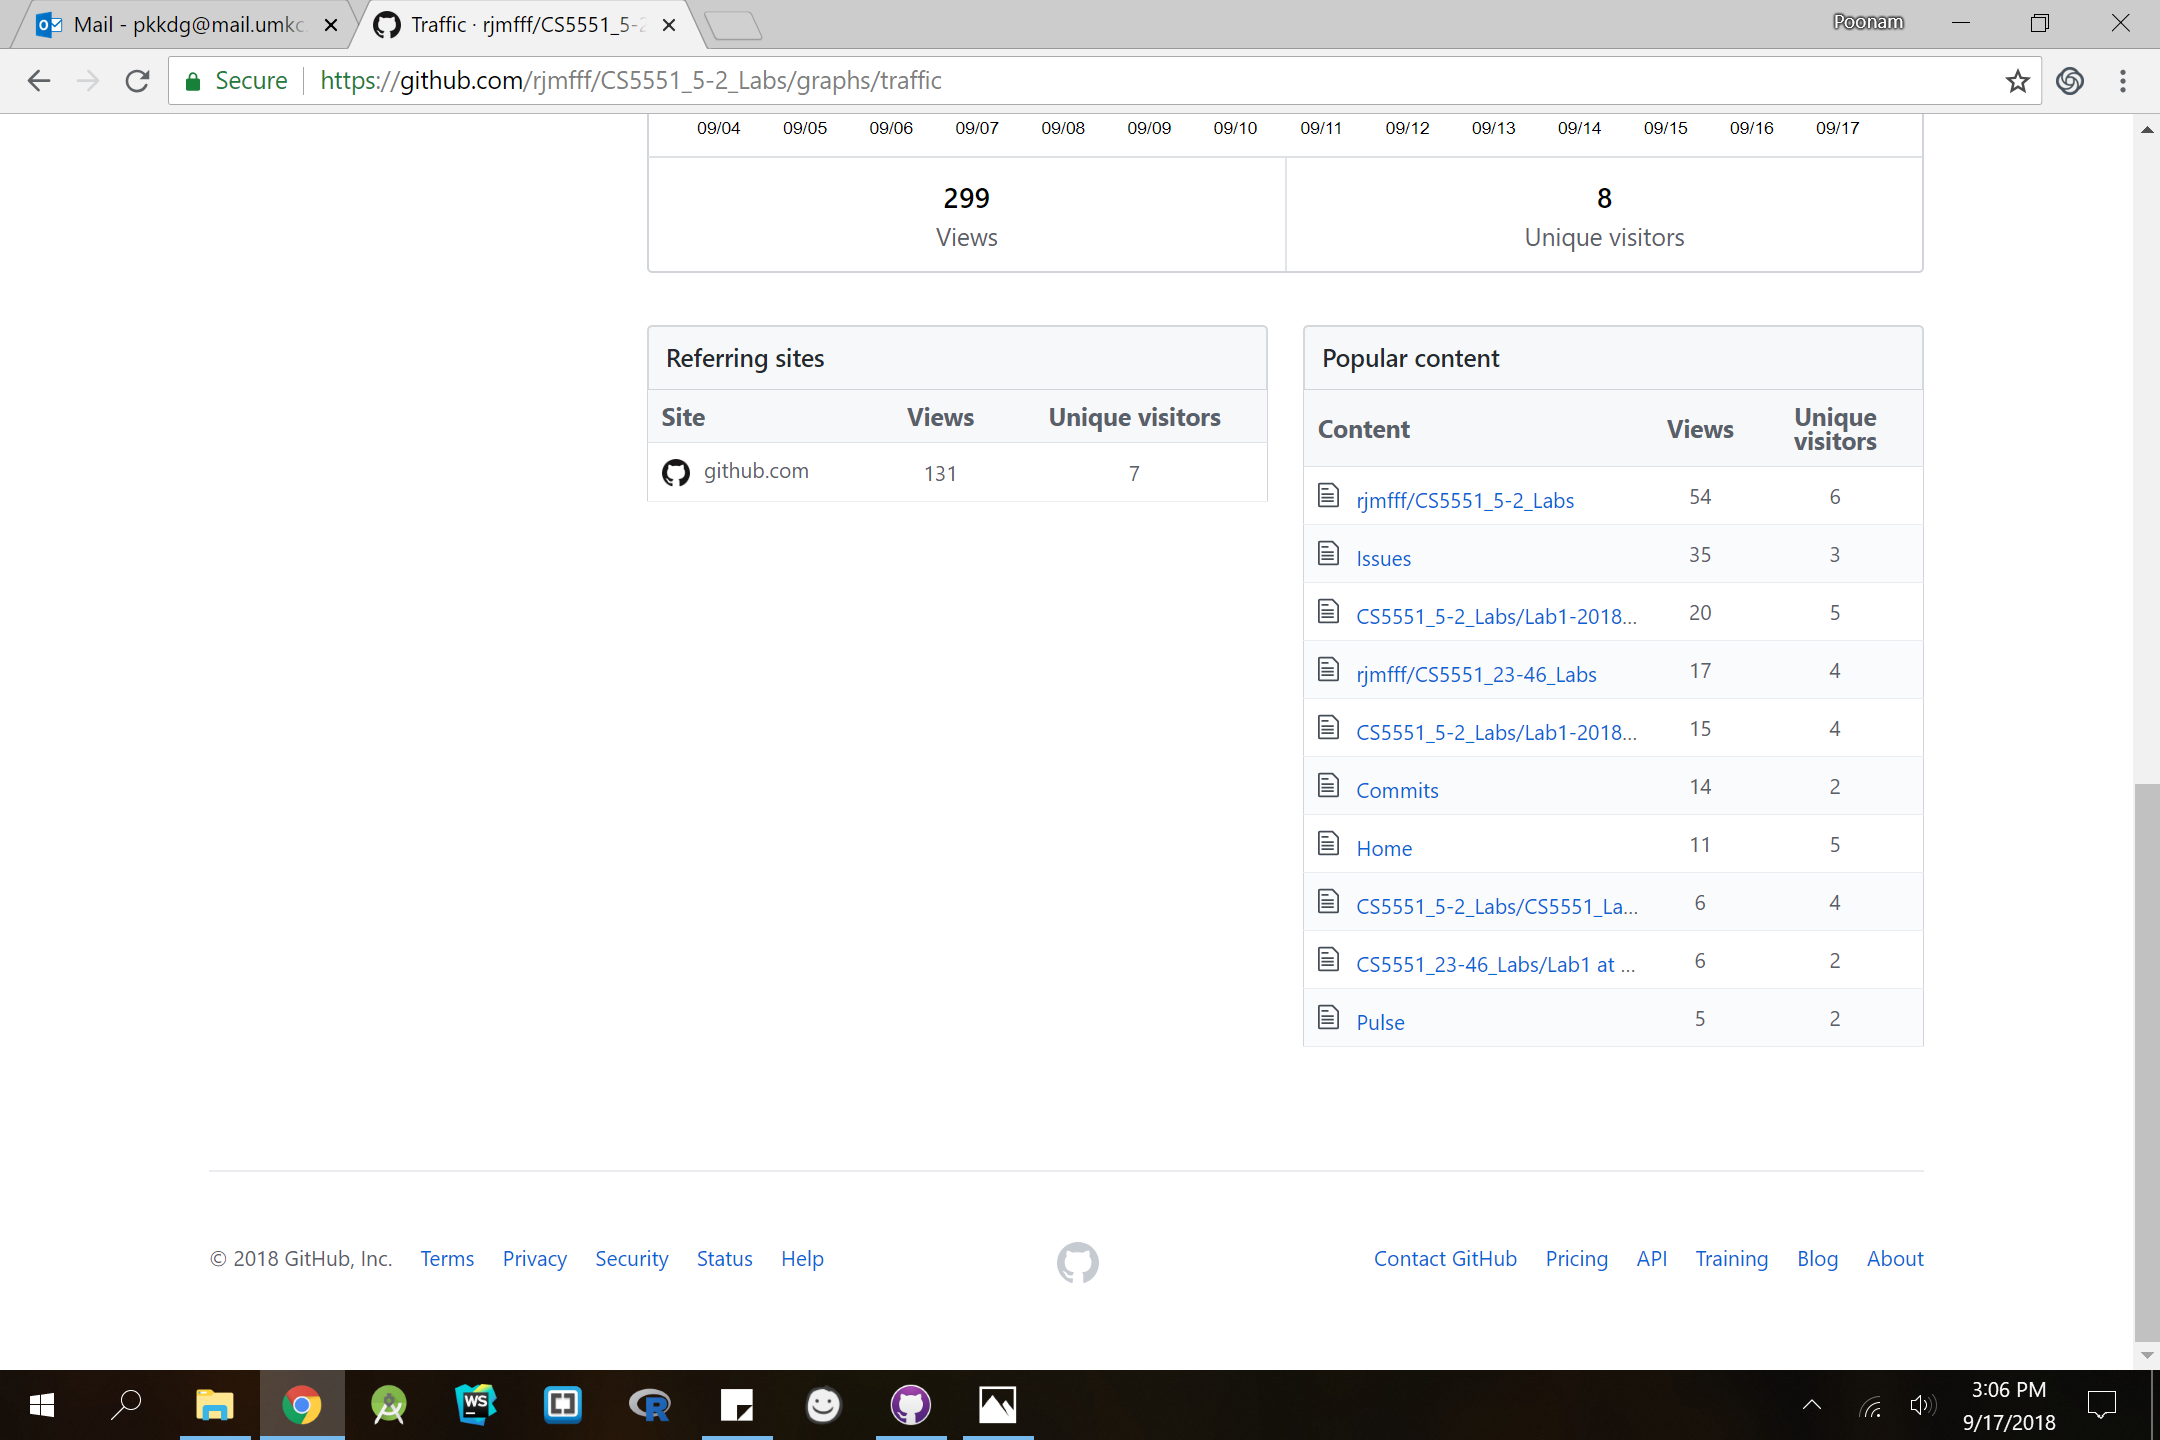 Mail - pkkdg@mail.umkc.
Traffic · rjmfff/CS5551_5-2
Poonam
Secure https://github.com/rjmfff/CS5551_5-2_Labs/graphs/traffic
09/04 09/05 09/06 09/07 09/08 09/09 09/10 09/11 09/12 09/13 09/14 09/15 09/16 09/17
299 8
Views Unique visitors
Referring sites
Site Views Unique visitors
github.com 131 7
Popular content
Content Views Unique visitors
rjmfff/CS5551_5-2_Labs 54 6
Issues 35 3
CS5551_5-2_Labs/Lab1-2018... 20 5
rjmfff/CS5551_23-46_Labs 17 4
CS5551_5-2_Labs/Lab1-2018... 15 4
Commits 14 2
Home 11 5
CS5551_5-2_Labs/CS5551_La... 6 4
CS5551_23-46_Labs/Lab1 at ... 6 2
Pulse 5 2
© 2018 GitHub, Inc. Terms Privacy Security Status Help Contact GitHub Pricing API Training Blog About
WS
R
3:06 PM
9/17/2018